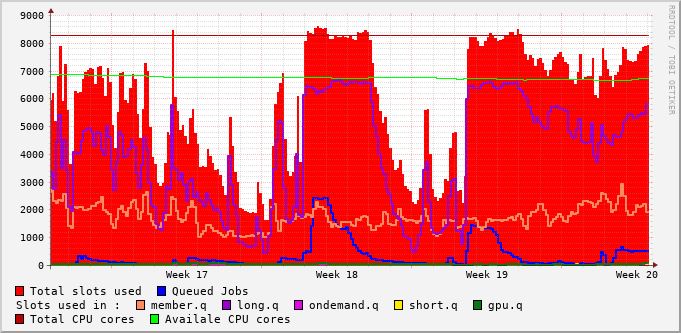 9000
8000
7000
6000
5000
4000
3000
2000
1000
0
Week 17 Week 18 Week 19 Week 20
RRDTOOL / TOBI OETIKER
Total slots used Queued Jobs
Slots used in : member.q long.q ondemand.q short.q gpu.q
Total CPU cores Availale CPU cores